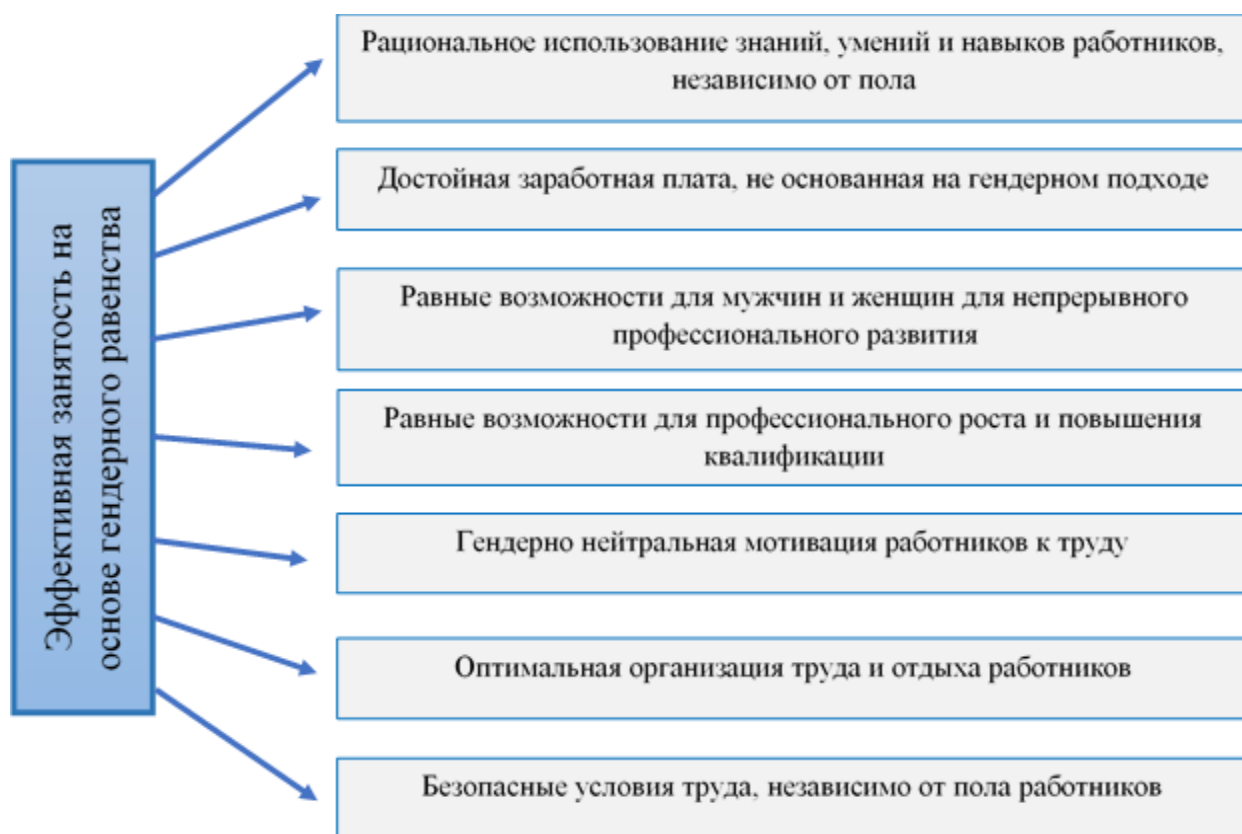 Эффективная занятость на
основе гендерного равенства
Рациональное использование знаний, умений и навыков работников,
независимо от пола
Достойная заработная плата, не основанная на гендерном подходе
Равные возможности для мужчин и женщин для непрерывного
профессионального развития
Равные возможности для профессионального роста и повышения
квалификации
Гендерно нейтральная мотивация работников к труду
Оптимальная организация труда и отдыха работников
Безопасные условия труда, независимо от пола работников